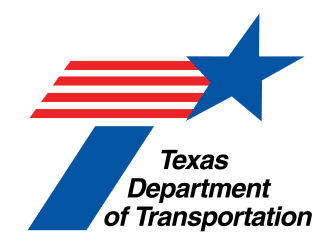 Texas
Department
of Transportation